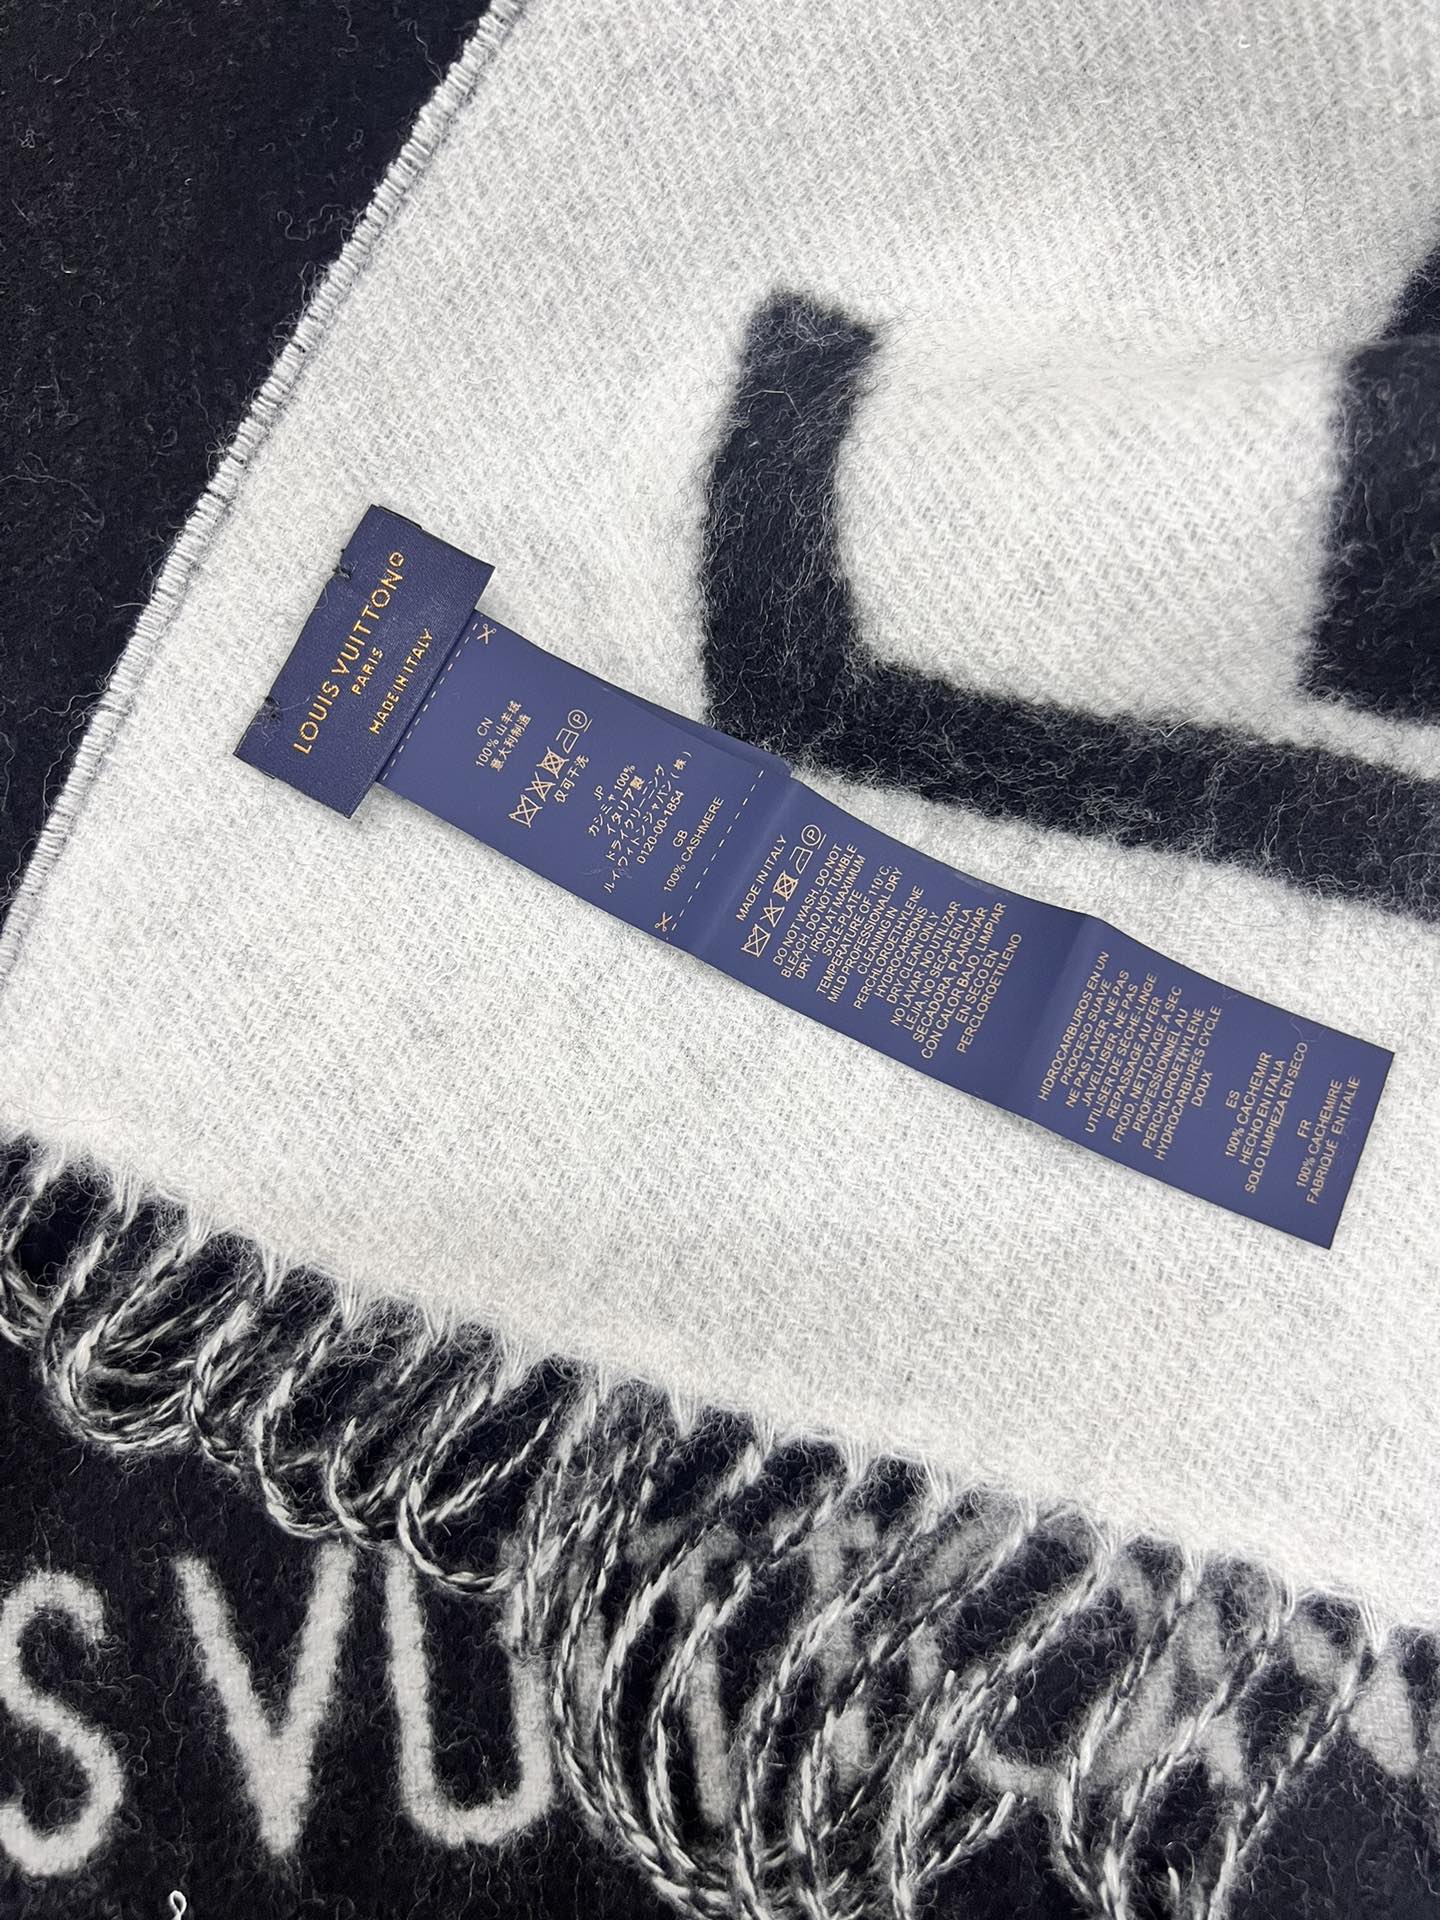 LOUIS VUITTON®
PARIS
MADE IN ITALY
CN
100% 山羊绒
意大利制造
仅可干洗
JP
カシミヤ100%
イタリア製
ドライクリーニング
ルイヴィトンジャパン(株)
0120-00-1854
GB
100% CASHMERE
MADE IN ITALY
DO NOT WASH, DO NOT
BLEACH, DO NOT TUMBLE
DRY, IRON AT MAXIMUM
SOLE-PLATE
TEMPERATURE OF 110°C,
MILD PROFESSIONAL DRY
CLEANING IN
PERCHLOROETHYLENE
HYDROCARBONS
DRY CLEAN ONLY
NO LAVAR, NO UTILIZAR
LEJIA, NO SECAR EN LA
SECADORA, PLANCHAR
CON CALOR BAJO, LIMPIAR
EN SECO EN
PERCLOROETILENO
HIDROCARBUROS EN UN
PROCESO SUAVE
NE PAS LAVER, NE PAS
JAVELLISER, NE PAS
UTILISER DE SÈCHE-LINGE
REPASSAGE AU FER
FROID, NETTOYAGE A SEC
PROFESSIONNEL AU
PERCHLOROETHYLENE
HYDROCARBURES CYCLE
DOUX
ES
100% CACHEMIR
HECHO EN ITALIA
SOLO LIMPIEZA EN SECO
FR
100% CACHEMIRE
FABRIQUÉ EN ITALIE
S VU